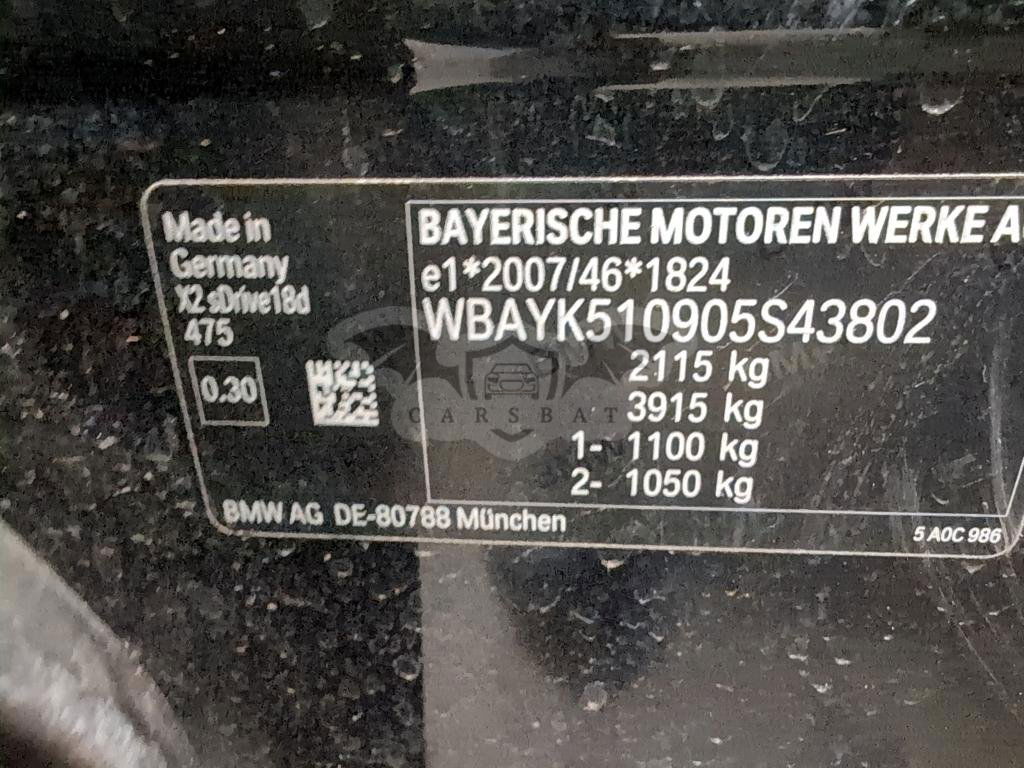 Made in
Germany
X2 sDrive18d
475
0.30
BAYERISCHE MOTOREN WERKE
e1*2007/46*1824
WBAYK510905S43802
2115 kg
3915 kg
1- 1100 kg
2- 1050 kg
CARSBAT
BMW AG DE-80788 München
5 A0C 986